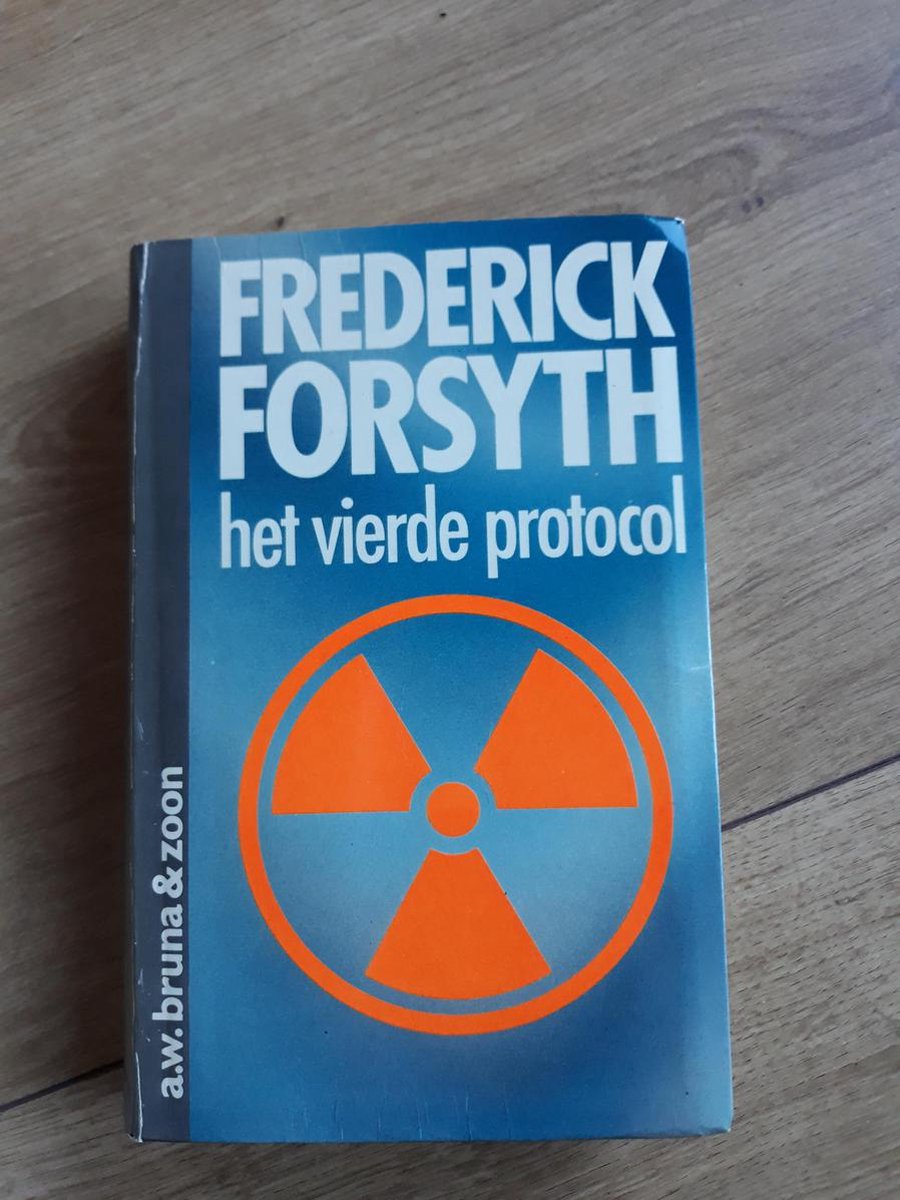 FREDERICK
FORSYTH
het vierde protocol
a.w. bruna & zoon